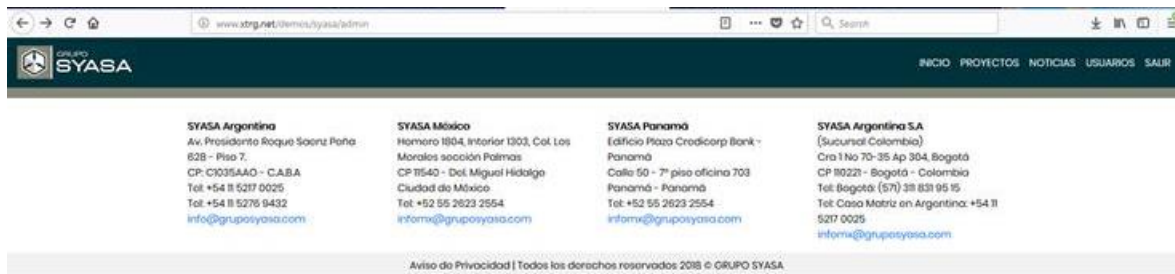 www.xtrg.net/demos/syasa/admin
Search
GRUPO
SYASA
INICIO PROYECTOS NOTICIAS USUARIOS SALIR
SYASA Argentina
Av. Presidente Roque Saenz Peña
628 - Piso 7.
CP: C1035AAO - C.A.B.A
Tel: +54 11 5217 0025
Tel: +54 11 5276 9432
info@gruposyasa.com
SYASA México
Homero 1804, Interior 1303, Col. Los
Morales sección Palmas
CP 11540 - Del. Miguel Hidalgo
Ciudad de México
Tel: +52 55 2623 2554
infomx@gruposyasa.com
SYASA Panamá
Edificio Plaza Credicorp Bank -
Panamá
Calle 50 - 7º piso oficina 703
Panamá - Panamá
Tel: +52 55 2623 2554
infomx@gruposyasa.com
SYASA Argentina S.A
(Sucursal Colombia)
Cra 1 No 70-35 Ap 304, Bogotá
CP 110221 - Bogotá - Colombia
Tel: Bogotá: (571) 311 831 95 15
Tel: Casa Matriz en Argentina: +54 11
5217 0025
infomx@gruposyasa.com
Aviso de Privacidad | Todos los derechos reservados 2018 © GRUPO SYASA